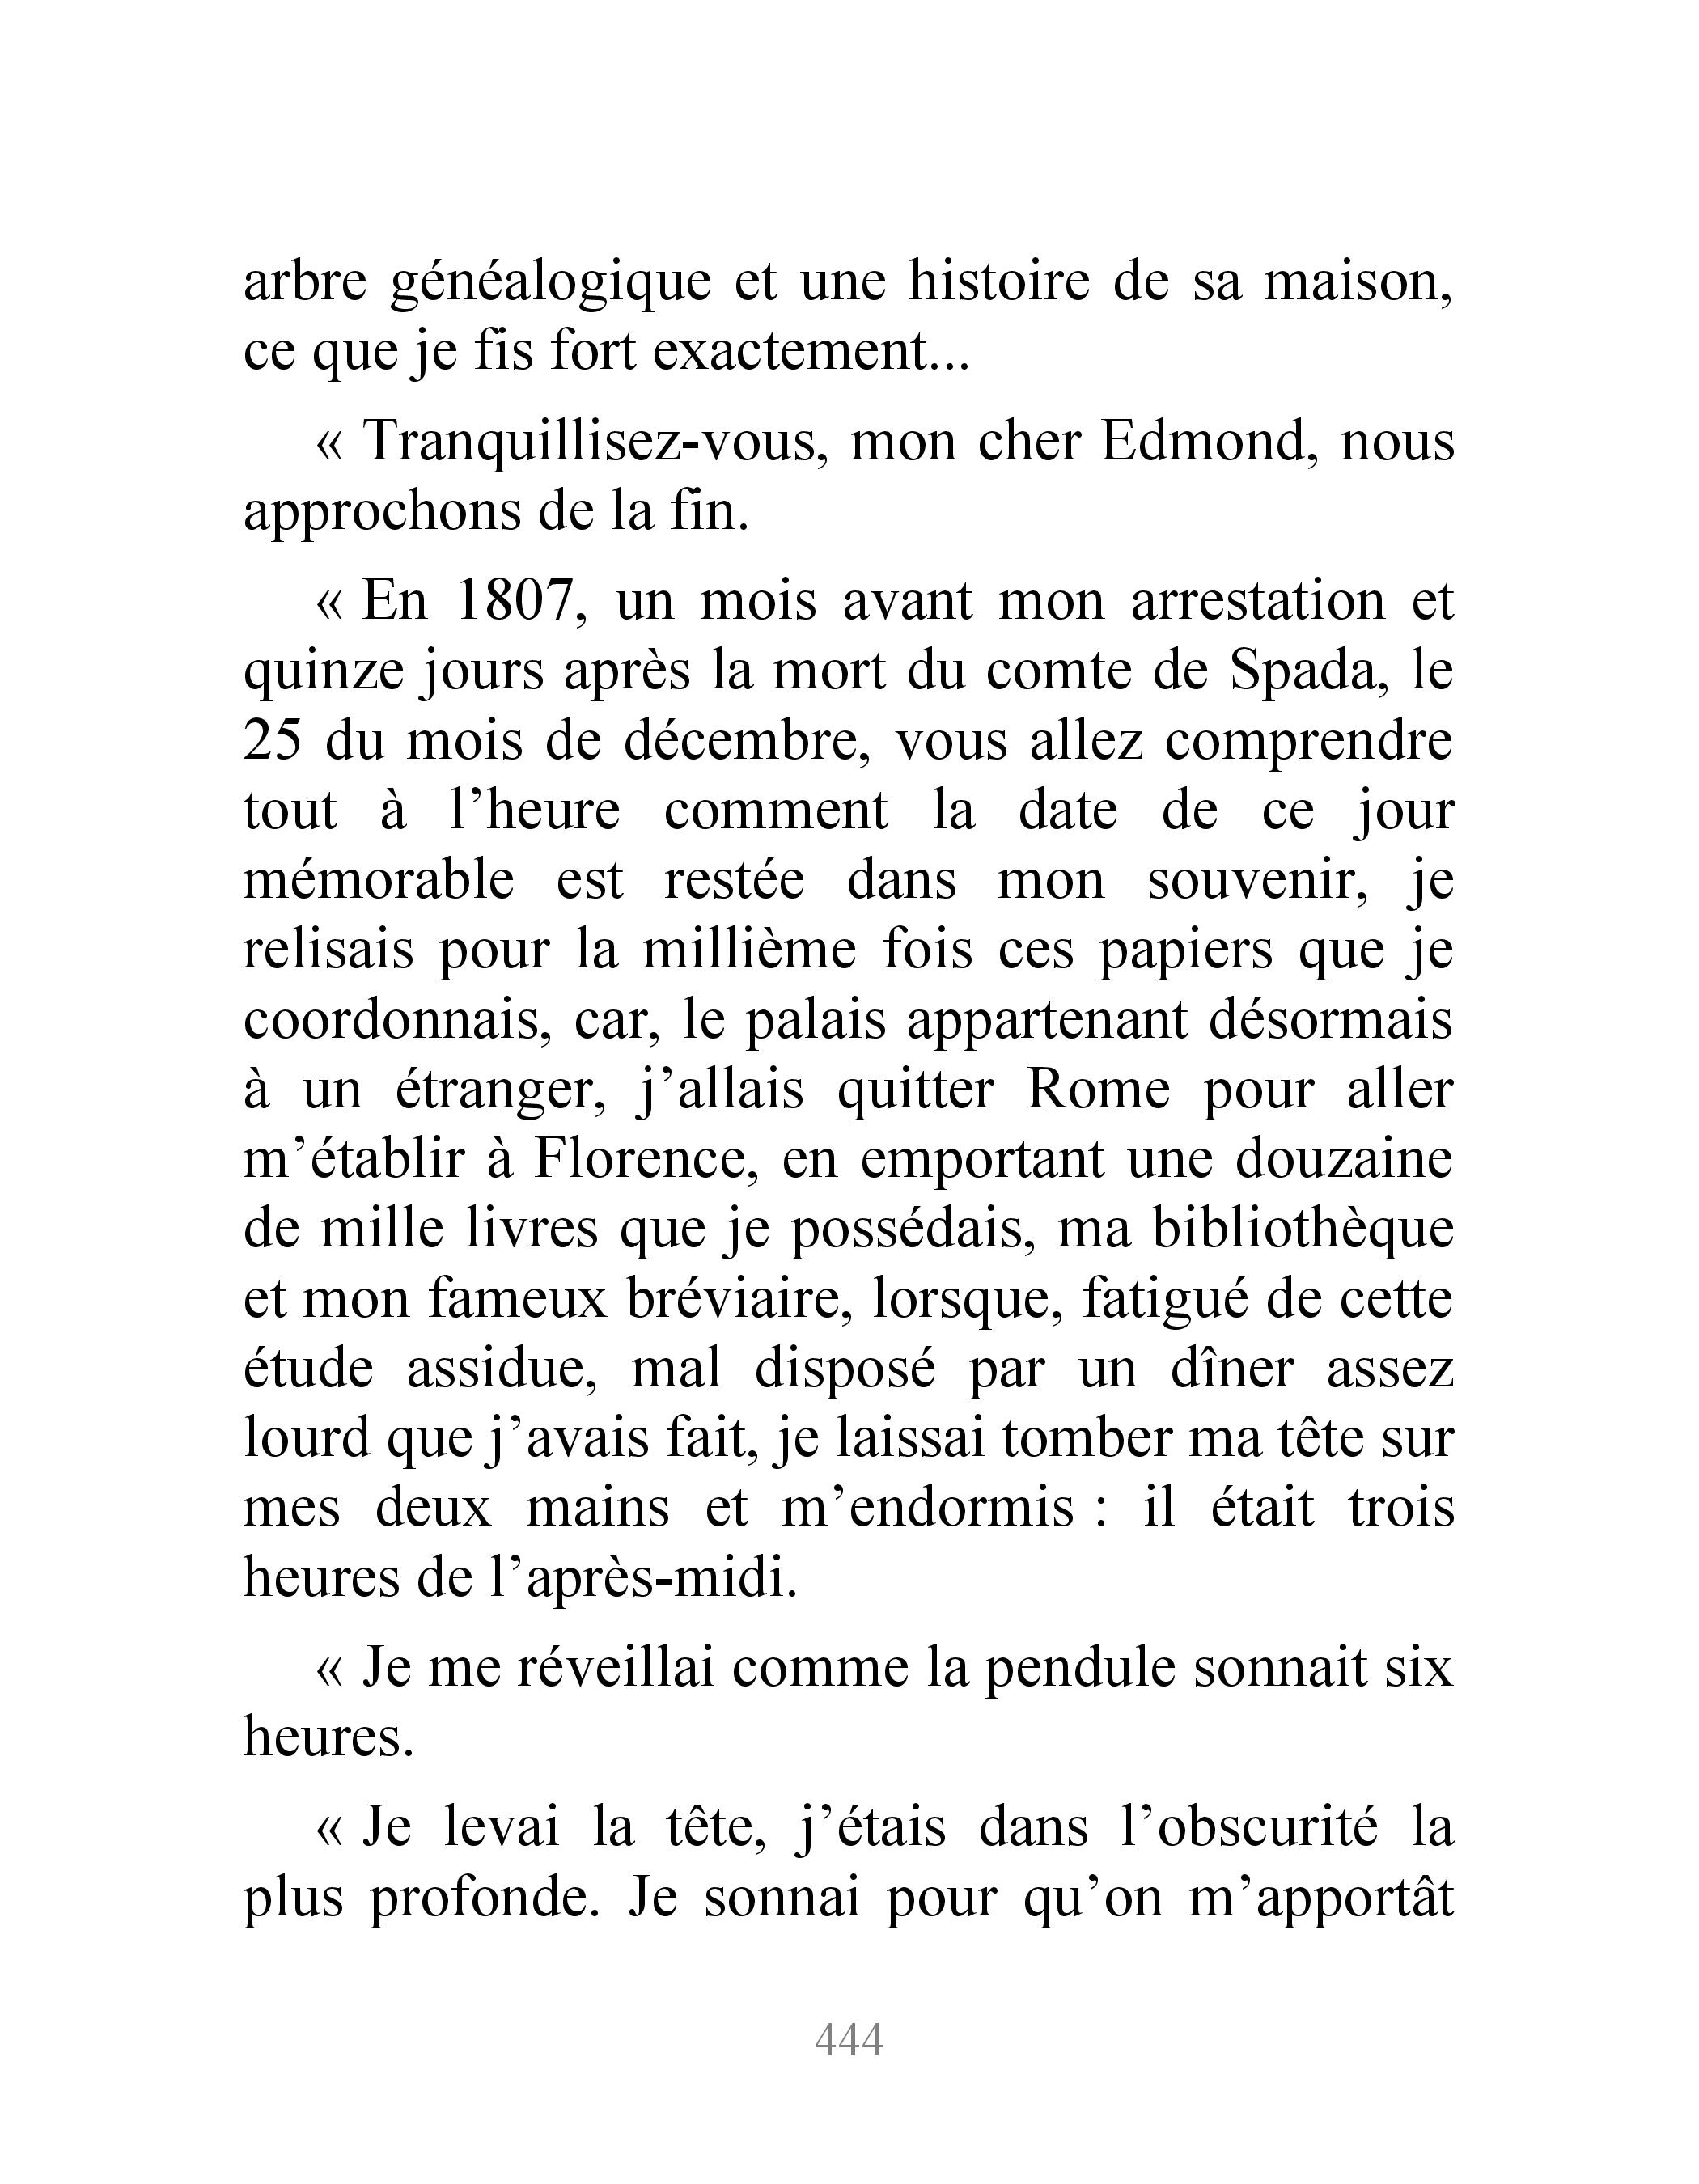 arbre généalogique et une histoire de sa maison,
ce que je fis fort exactement...
« Tranquillisez-vous, mon cher Edmond, nous
approchons de la fin.
« En 1807, un mois avant mon arrestation et
quinze jours après la mort du comte de Spada, le
25 du mois de décembre, vous allez comprendre
tout à l’heure comment la date de ce jour
mémorable est restée dans mon souvenir, je
relisais pour la millième fois ces papiers que je
coordonnais, car, le palais appartenant désormais
à un étranger, j’allais quitter Rome pour aller
m’établir à Florence, en emportant une douzaine
de mille livres que je possédais, ma bibliothèque
et mon fameux bréviaire, lorsque, fatigué de cette
étude assidue, mal disposé par un dîner assez
lourd que j’avais fait, je laissai tomber ma tête sur
mes deux mains et m’endormis : il était trois
heures de l’après-midi.
« Je me réveillai comme la pendule sonnait six
heures.
« Je levai la tête, j’étais dans l’obscurité la
plus profonde. Je sonnai pour qu’on m’apportât
444